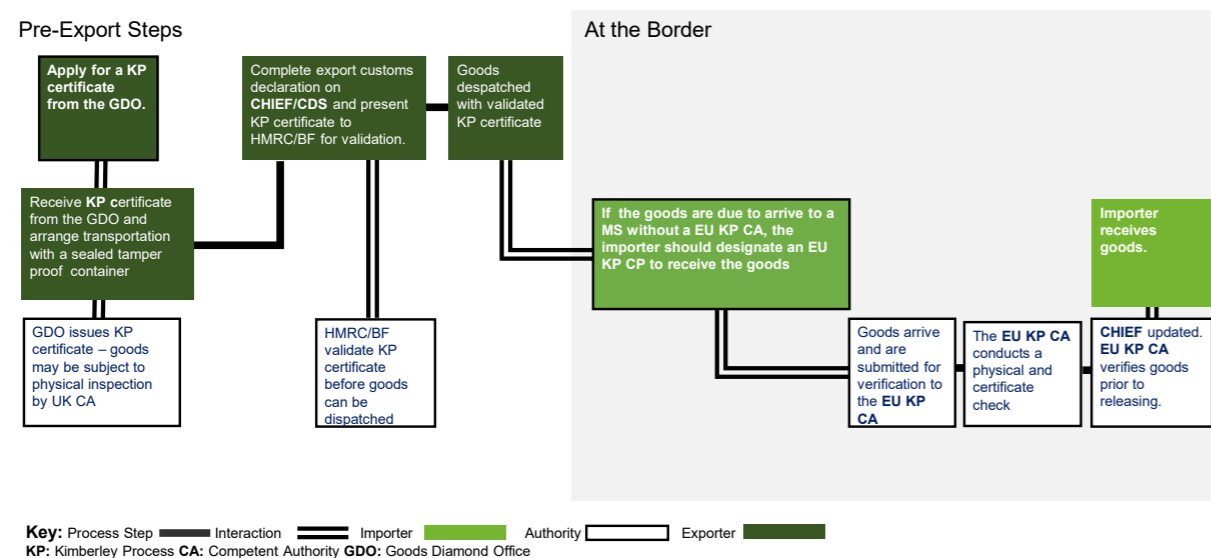 Pre-Export Steps
At the Border
Apply for a KP
certificate
from the GDO.
Complete export customs
declaration on
CHIEF/CDS and present
KP certificate to
HMRC/BF for validation.
Goods
despatched
with validated
KP certificate
Receive KP certificate
from the GDO and
arrange transportation
with a sealed tamper
proof container
If the goods are due to arrive to a
MS without a EU KP CA, the
importer should designate an EU
KP CP to receive the goods
Importer
receives
goods.
GDO issues KP
certificate – goods
may be subject to
physical inspection
by UK CA
HMRC/BF
validate KP
certificate
before goods
can be
dispatched
Goods arrive
and are
submitted for
verification to
the EU KP
CA
The EU KP CA
conducts a
physical and
certificate
check
CHIEF updated.
EU KP CA
verifies goods
prior to
releasing.
Key: Process Step Interaction Importer Authority Exporter
KP: Kimberley Process CA: Competent Authority GDO: Goods Diamond Office